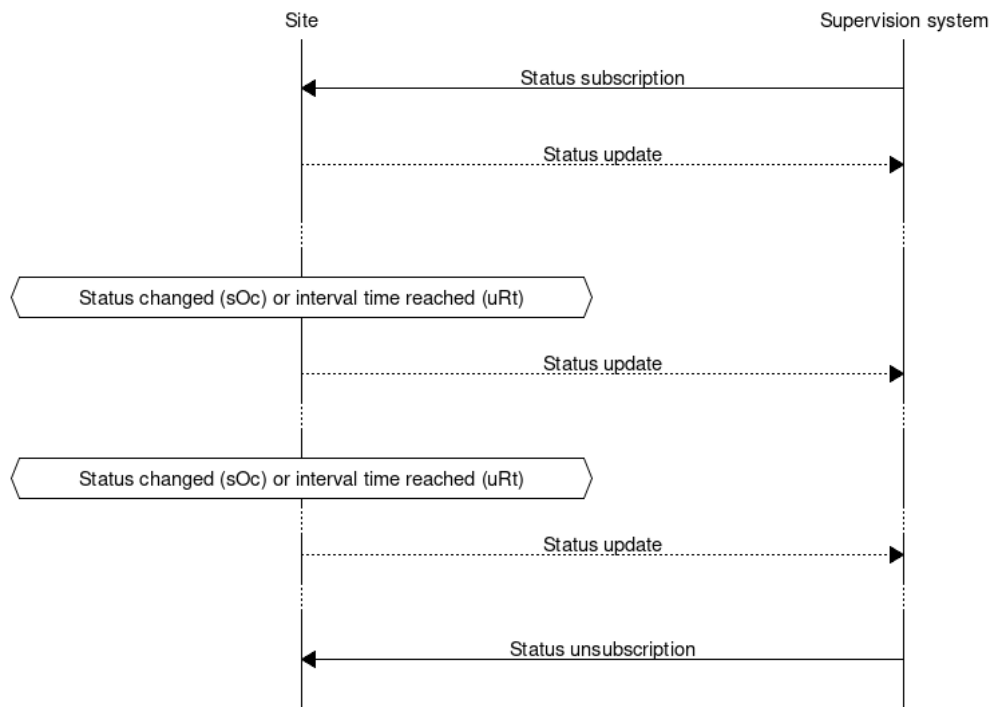 Site
Supervision system
Status subscription
Status update
Status changed (sOc) or interval time reached (uRt)
Status update
Status changed (sOc) or interval time reached (uRt)
Status update
Status unsubscription